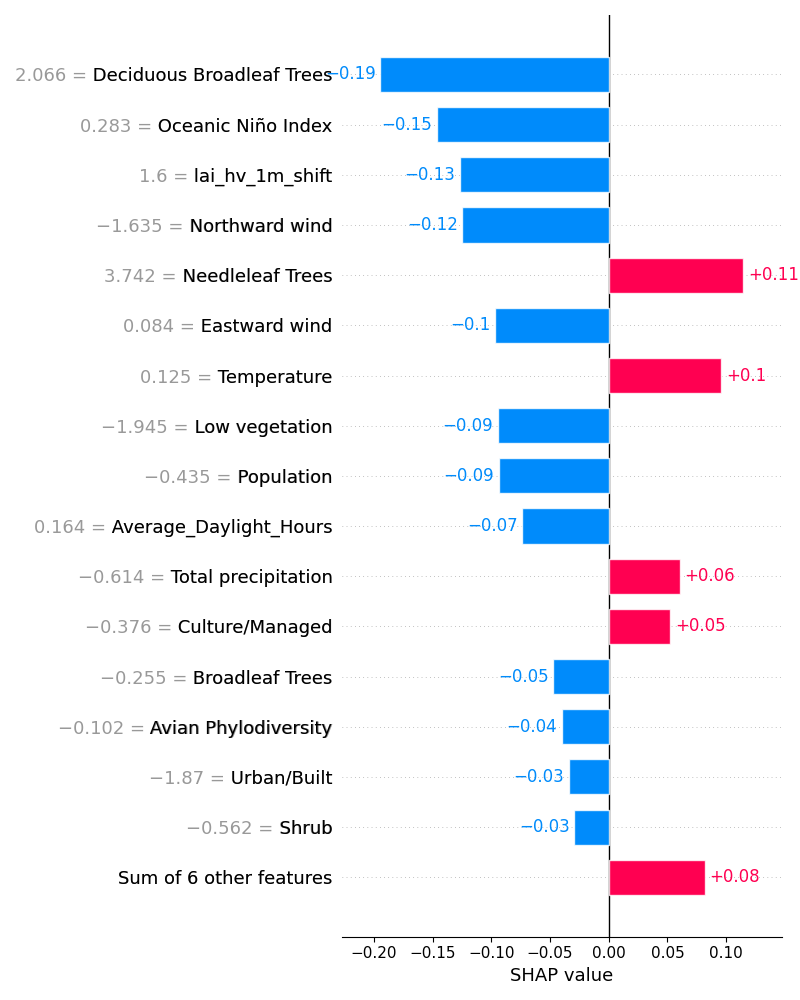 2.066 = Deciduous Broadleaf Trees −0.19
0.283 = Oceanic Niño Index −0.15
1.6 = lai_hv_1m_shift −0.13
−1.635 = Northward wind −0.12
3.742 = Needleleaf Trees +0.11
0.084 = Eastward wind −0.1
0.125 = Temperature +0.1
−1.945 = Low vegetation −0.09
−0.435 = Population −0.09
0.164 = Average_Daylight_Hours −0.07
−0.614 = Total precipitation +0.06
−0.376 = Culture/Managed +0.05
−0.255 = Broadleaf Trees −0.05
−0.102 = Avian Phylodiversity −0.04
−1.87 = Urban/Built −0.03
−0.562 = Shrub −0.03
Sum of 6 other features +0.08
−0.20 −0.15 −0.10 −0.05 0.00 0.05 0.10
SHAP value